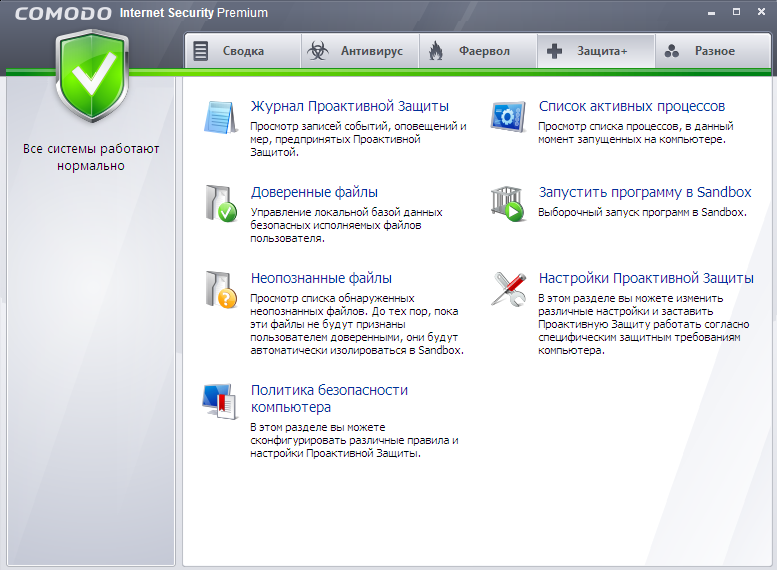 COMODO Internet Security Premium
Сводка
Антивирус
Фаервол
Защита+
Разное
Все системы работают
нормально
Журнал Проактивной Защиты
Просмотр записей событий, оповещений и
мер, предпринятых Проактивной
Защитой.
Список активных процессов
Просмотр списка процессов, в данный
момент запущенных на компьютере.
Доверенные файлы
Управление локальной базой данных
безопасных исполняемых файлов
пользователя.
Запустить программу в Sandbox
Выборочный запуск программ в Sandbox.
Неопознанные файлы
Просмотр списка обнаруженных
неопознанных файлов. До тех пор, пока
эти файлы не будут признаны
пользователем доверенными, они будут
автоматически изолироваться в Sandbox.
Настройки Проактивной Защиты
В этом разделе вы можете изменить
различные настройки и заставить
Проактивную Защиту работать согласно
специфическим защитным требованиям
компьютера.
Политика безопасности
компьютера
В этом разделе вы можете
сконфигурировать различные правила и
настройки Проактивной Защиты.